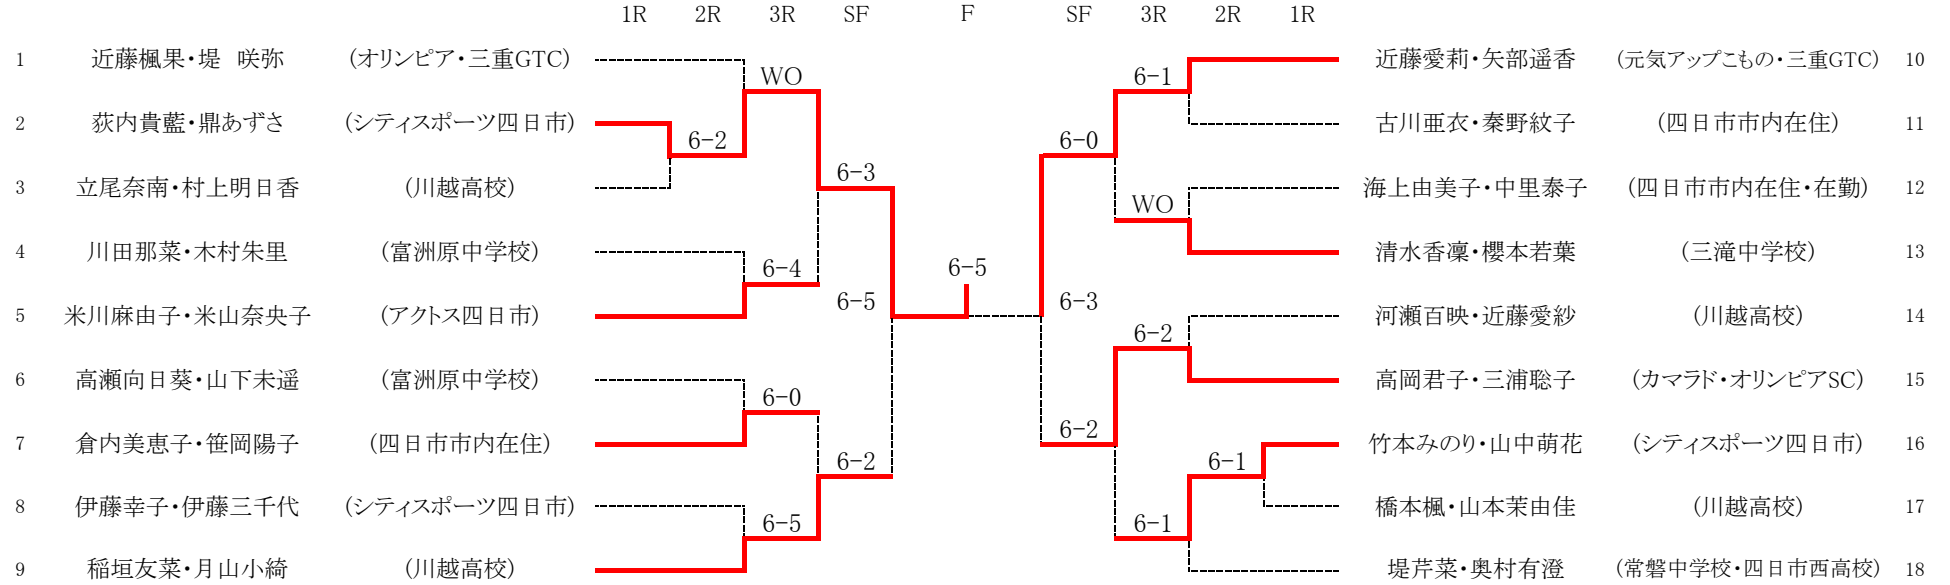 1R 2R 3R SF F SF 3R 2R 1R
1 近藤楓果・堤　咲弥 (オリンピア・三重GTC) 近藤愛莉・矢部遥香 (元気アップこもの・三重GTC) 10
WO 6-1
2 荻内貴藍・鼎あずさ (シティスポーツ四日市) 古川亜衣・秦野紋子 (四日市市内在住) 11
6-2 6-0
3 立尾奈南・村上明日香 (川越高校) 6-3 海上由美子・中里泰子 (四日市市内在住・在勤) 12
WO
4 川田那菜・木村朱里 (富洲原中学校) 清水香凜・櫻本若葉 (三滝中学校) 13
6-4 6-5
5 米川麻由子・米山奈央子 (アクトス四日市) 6-5 6-3 河瀬百映・近藤愛紗 (川越高校) 14
6-2
6 高瀬向日葵・山下未遥 (富洲原中学校) 高岡君子・三浦聡子 (カマラド・オリンピアSC) 15
6-0 6-2
7 倉内美恵子・笹岡陽子 (四日市市内在住) 竹本みのり・山中萌花 (シティスポーツ四日市) 16
6-2 6-1
8 伊藤幸子・伊藤三千代 (シティスポーツ四日市) 橋本楓・山本茉由佳 (川越高校) 17
6-5 6-1
9 稲垣友菜・月山小綺 (川越高校) 堤芹菜・奥村有澄 (常磐中学校・四日市西高校) 18